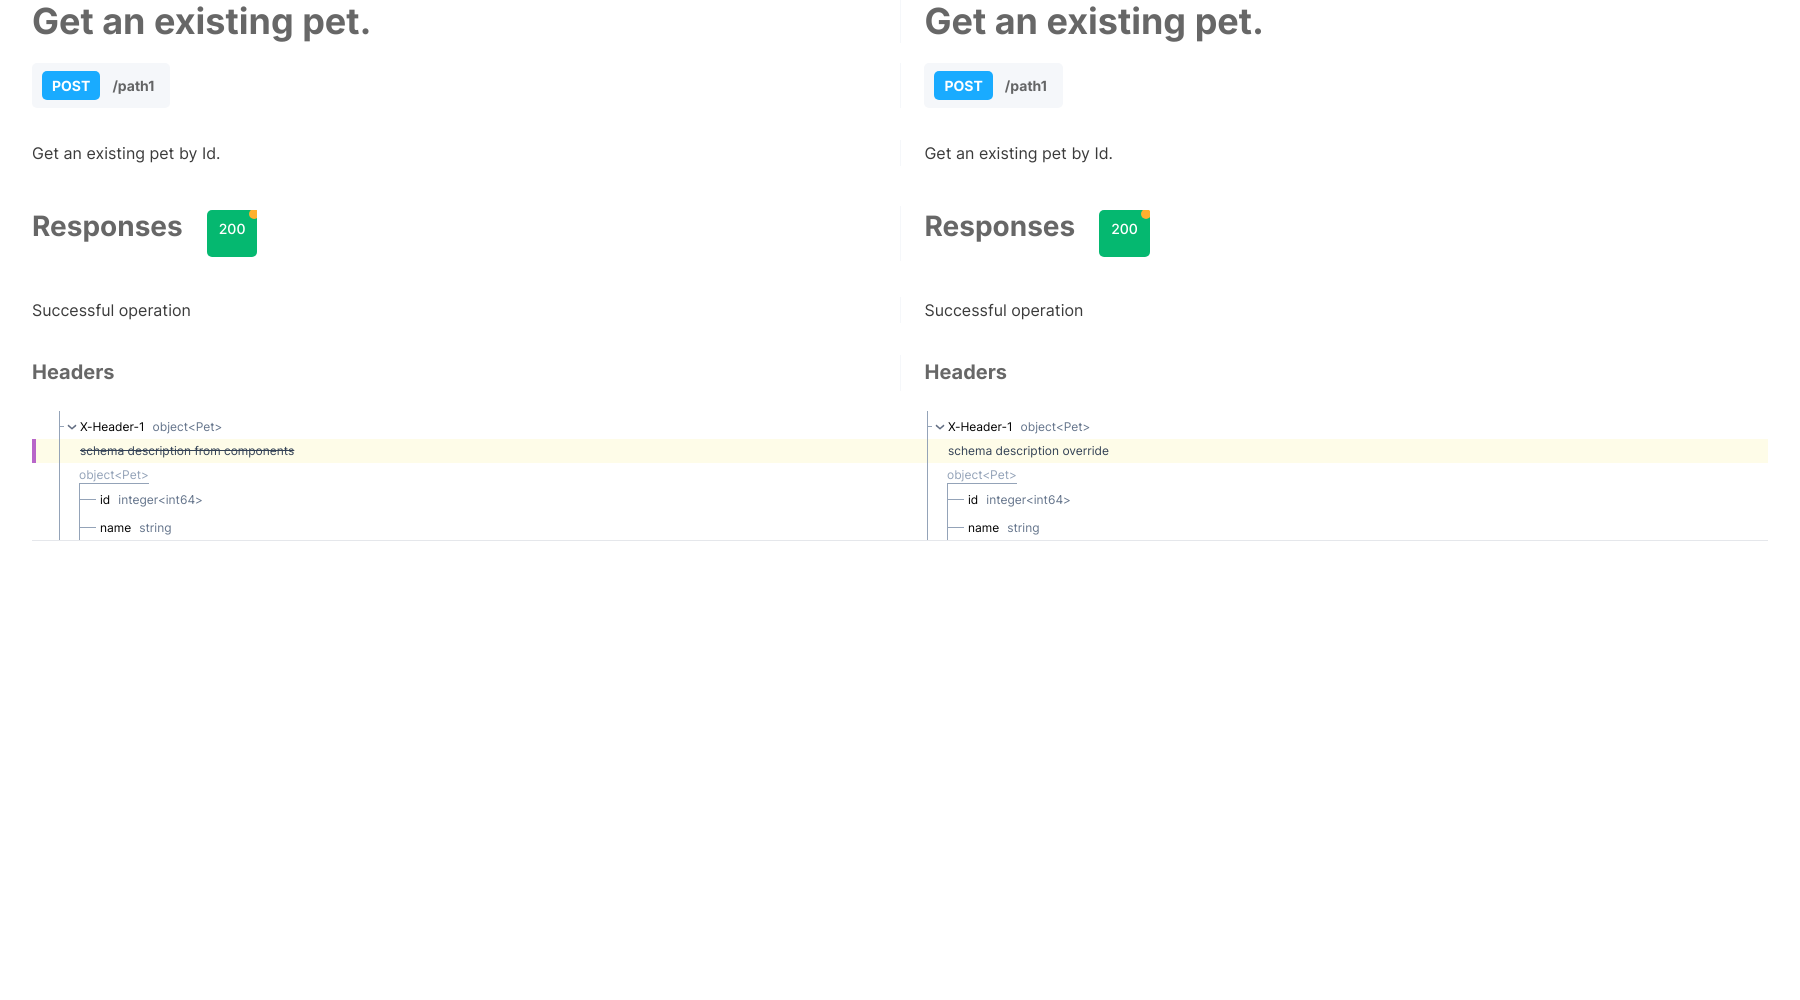 Get an existing pet.
POST /path1
Get an existing pet by Id.
Responses 200
Successful operation
Headers
X-Header-1 object<Pet>
schema description from components
object<Pet>
id integer<int64>
name string
Get an existing pet.
POST /path1
Get an existing pet by Id.
Responses 200
Successful operation
Headers
X-Header-1 object<Pet>
schema description override
object<Pet>
id integer<int64>
name string